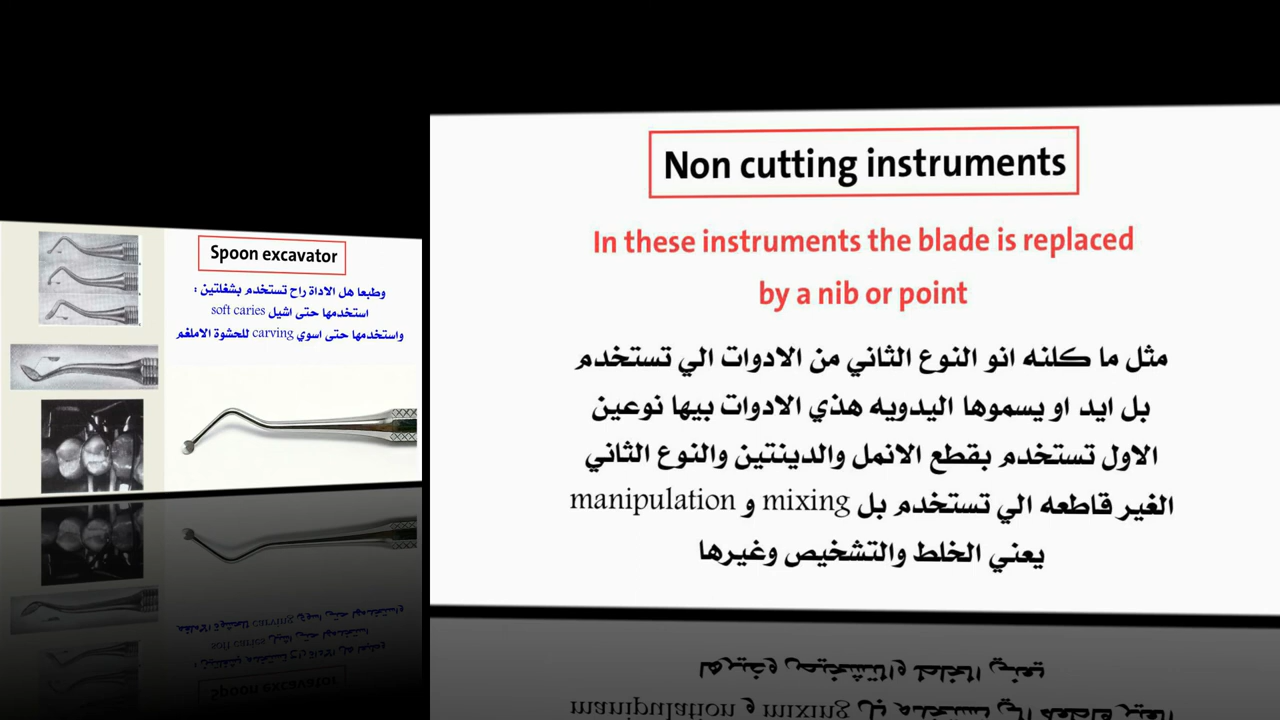 Spoon excavator
وطبعا هل الاداة راح تستخدم بشغلتين :
استخدمها حتى اشيل soft caries
واستخدمها حتى اسوي carving للحشوة الاملغم
Non cutting instruments
In these instruments the blade is replaced
by a nib or point
مثل ما كلنه انو النوع الثاني من الادوات الي تستخدم
بل ايد او يسموها اليدويه هذي الادوات بيها نوعين
الاول تستخدم بقطع الانمل والدينتين والنوع الثاني
الغير قاطعه الي تستخدم بل mixing و manipulation
يعني الخلط والتشخيص وغيرها